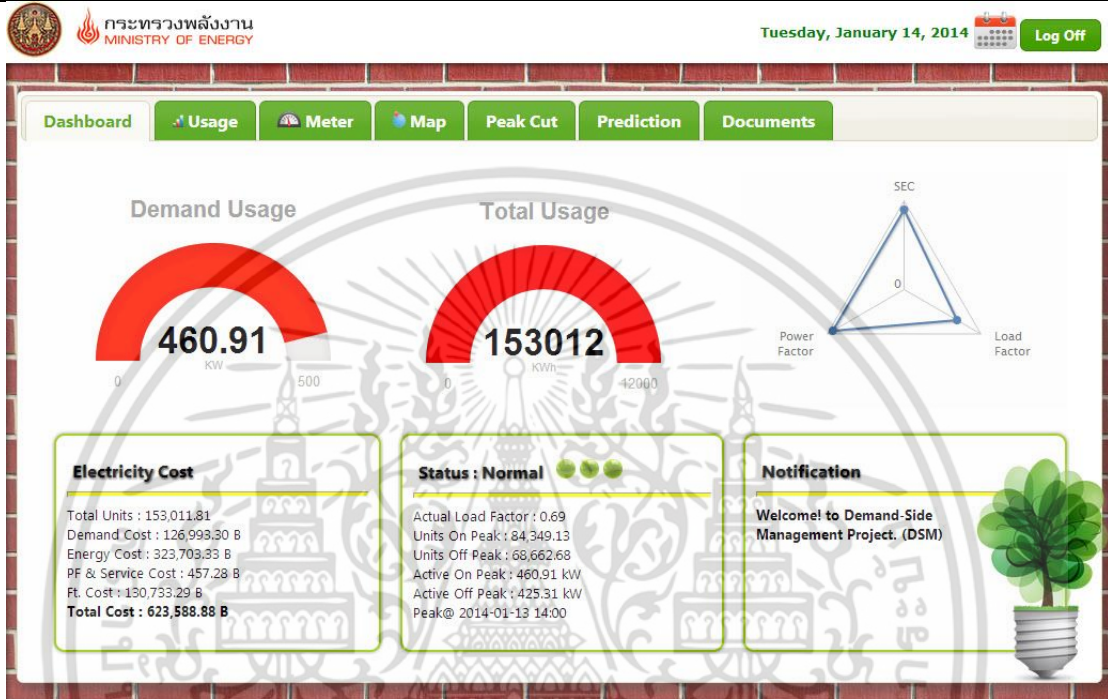 กระทรวงพลังงาน
MINISTRY OF ENERGY
Tuesday, January 14, 2014
Log Off
Dashboard
Usage
Meter
Map
Peak Cut
Prediction
Documents
Demand Usage
460.91
KW
0
500
Total Usage
153012
KWh
0
12000
SEC
0
Power
Factor
Load
Factor
Electricity Cost
Total Units : 153,011.81
Demand Cost : 126,993.30 B
Energy Cost : 323,703.33 B
PF & Service Cost : 457.28 B
Ft. Cost : 130,733.29 B
Total Cost : 623,588.88 B
Status : Normal
Actual Load Factor : 0.69
Units On Peak : 84,349.13
Units Off Peak : 68,662.68
Active On Peak : 460.91 kW
Active Off Peak : 425.31 kW
Peak@ 2014-01-13 14:00
Notification
Welcome! to Demand-Side
Management Project. (DSM)